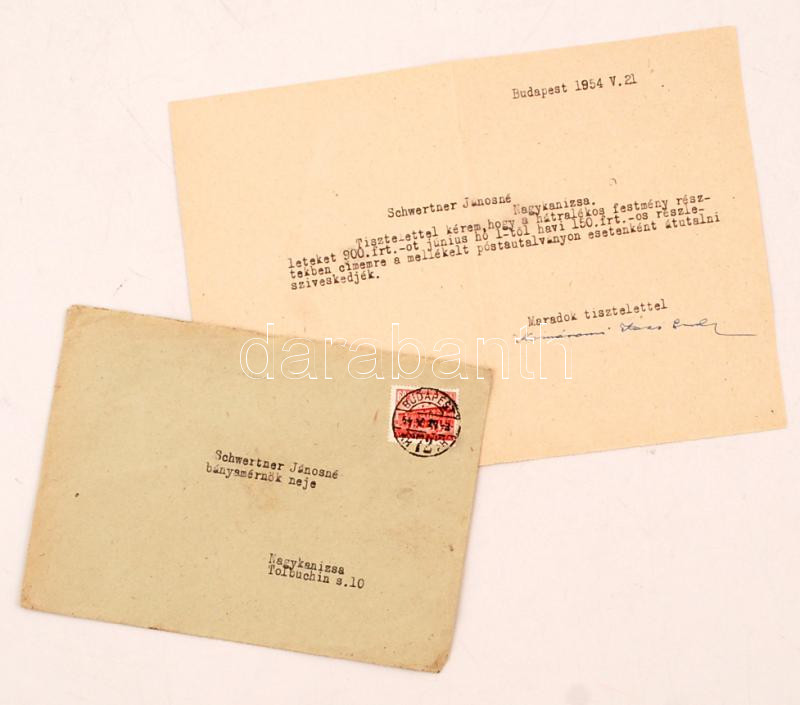 Budapest 1954 V.21
Schwertner Jánosné
Nagykanizsa.
Tisztelettel kérem,hogy a hátralékos festmény rész-
leteket 900.frt.-ot június hó 1-től havi 150.frt.-os részle-
tekben címemre a mellékelt postautalványon esetenként átutalni
sziveskedjék.
Maradok tisztelettel
darabanth
BUDAPEST
Schwertner Jánosné
bányamérnök neje
Nagykanizsa
Tolbuchin s.10